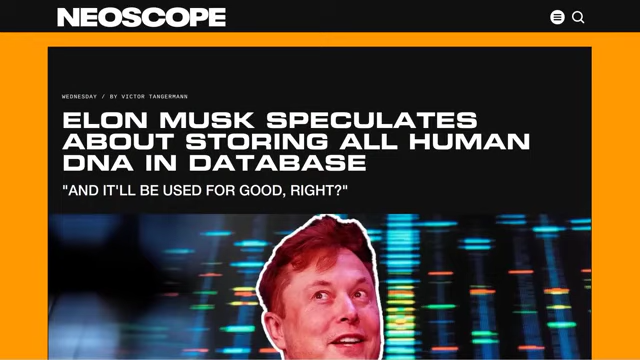 NEOSCOPE
WEDNESDAY / BY VICTOR TANGERMANN
ELON MUSK SPECULATES
ABOUT STORING ALL HUMAN
DNA IN DATABASE
"AND IT'LL BE USED FOR GOOD, RIGHT?"